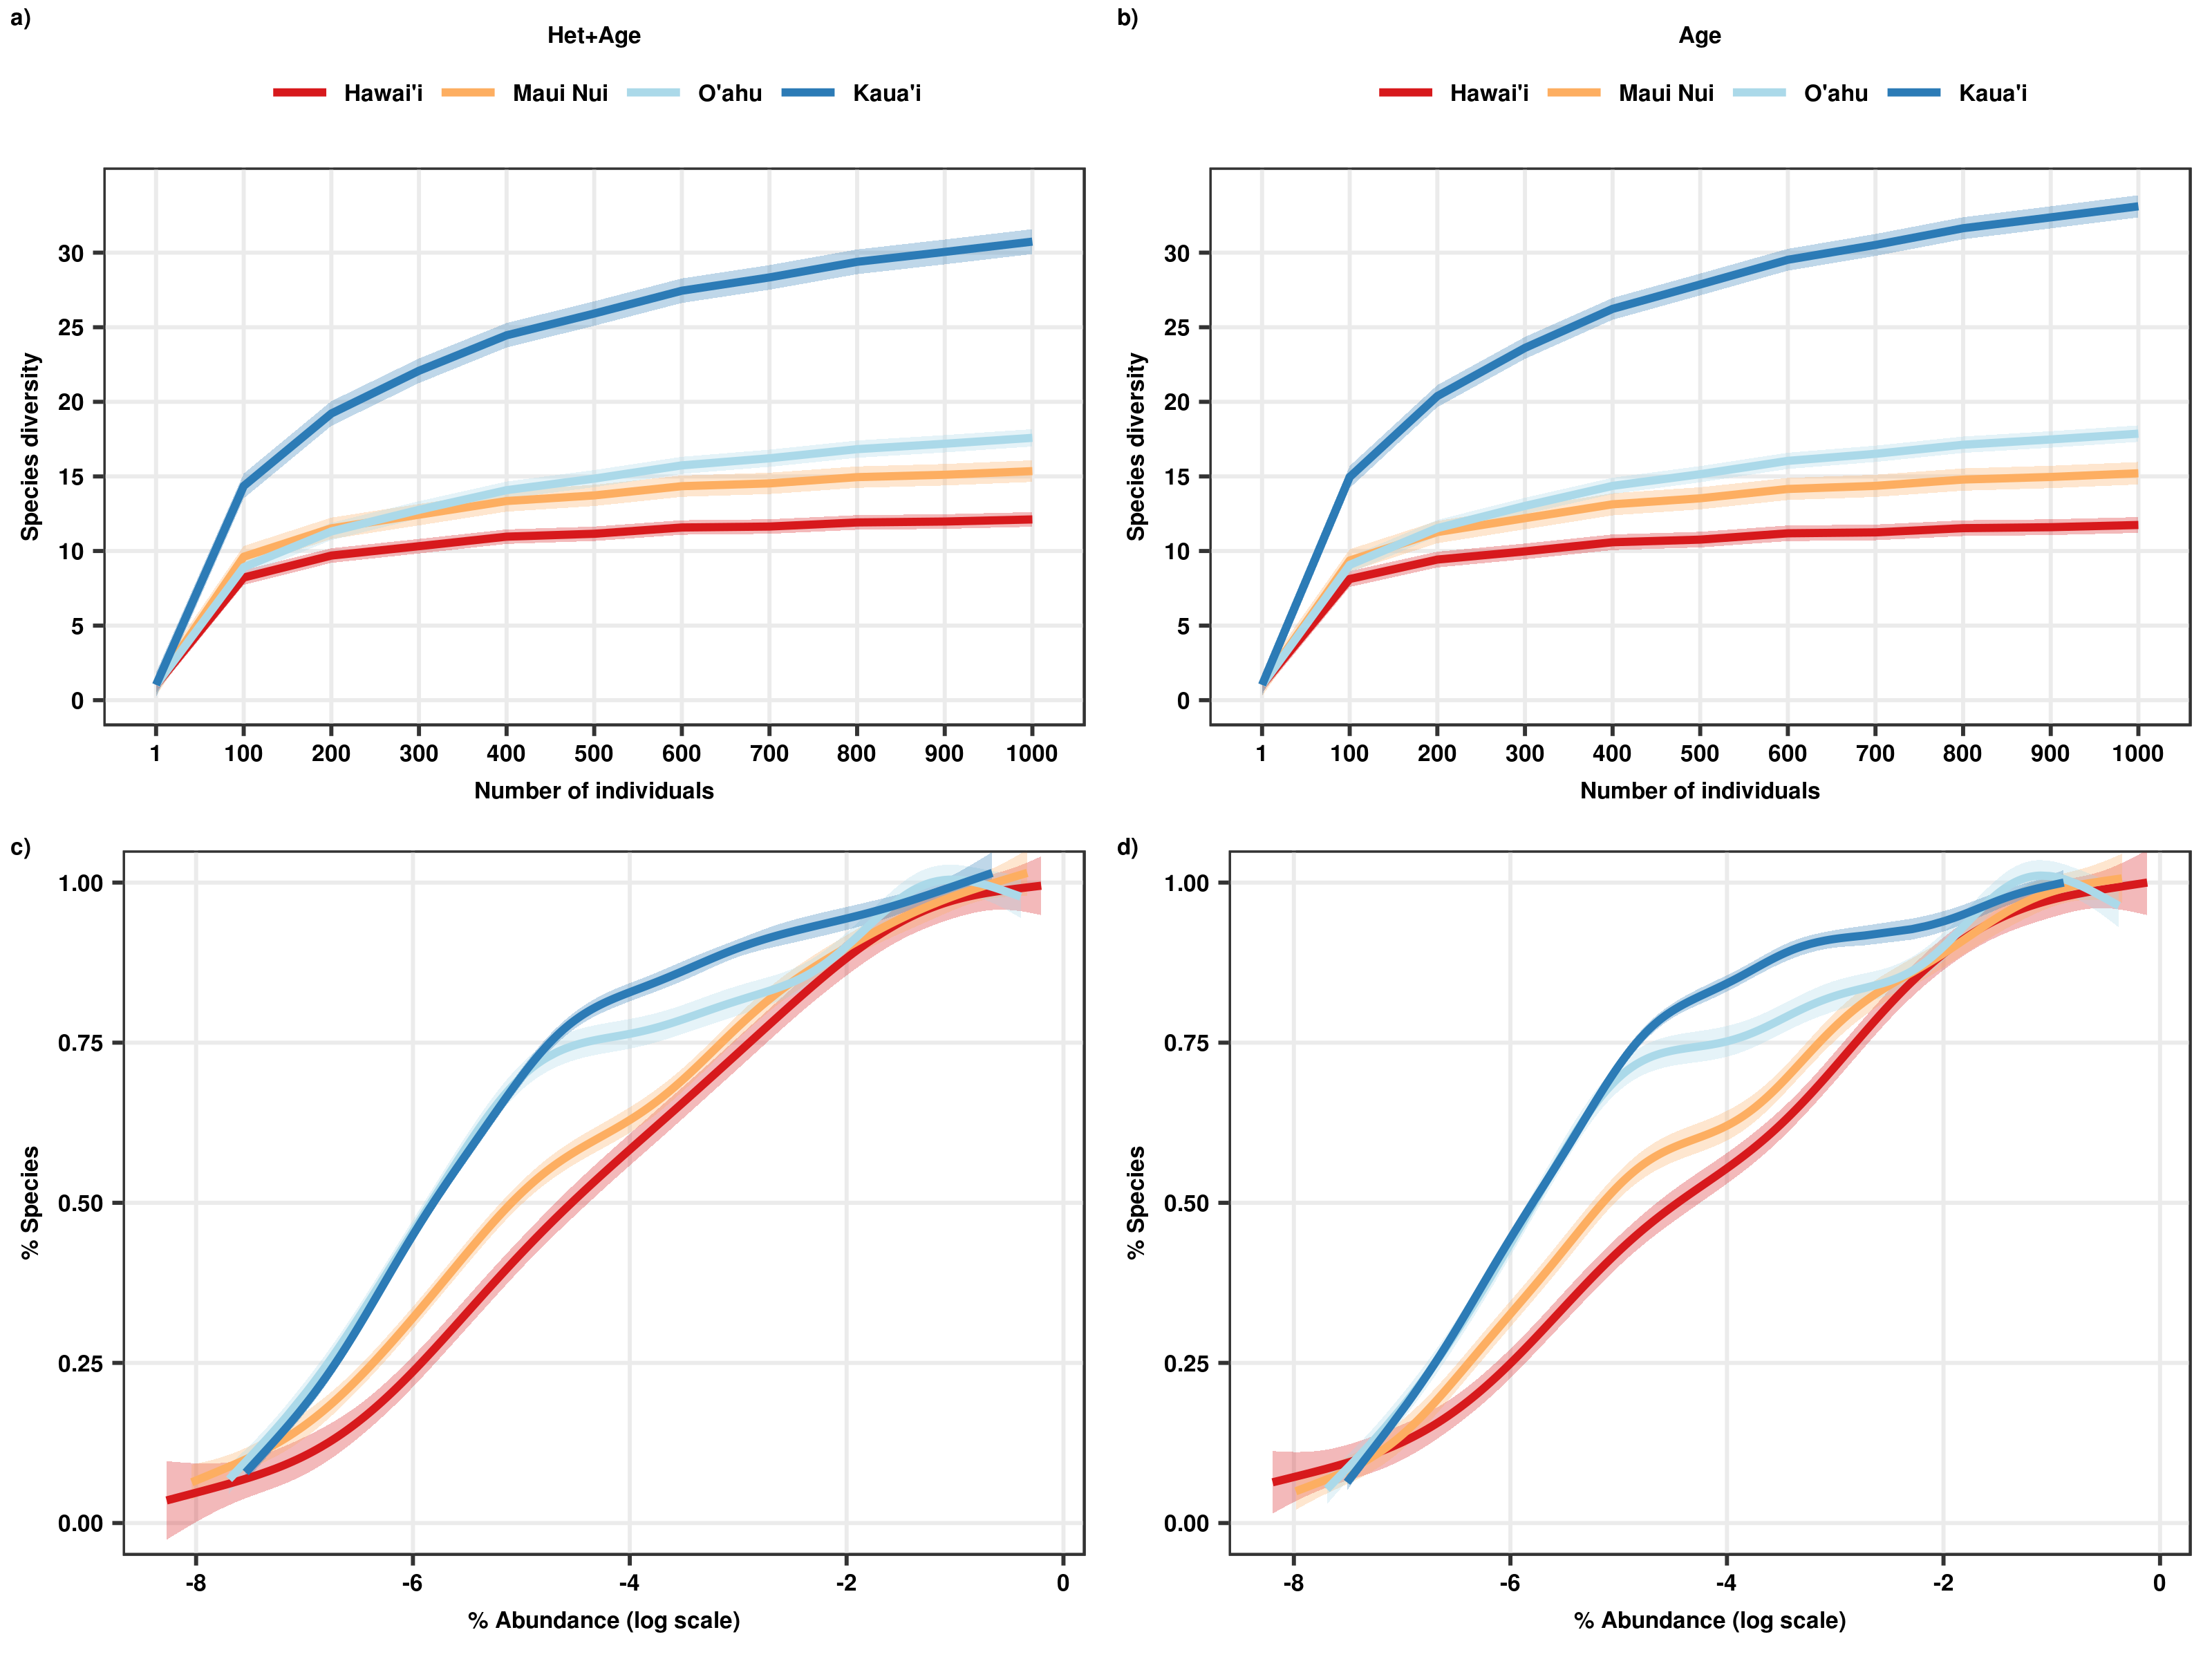 a)
Het+Age
Hawai'i Maui Nui O'ahu Kaua'i
Species diversity
30
25
20
15
10
5
0
1 100 200 300 400 500 600 700 800 900 1000
Number of individuals
b)
Age
Hawai'i Maui Nui O'ahu Kaua'i
Species diversity
30
25
20
15
10
5
0
1 100 200 300 400 500 600 700 800 900 1000
Number of individuals
c)
% Species
1.00
0.75
0.50
0.25
0.00
-8 -6 -4 -2 0
% Abundance (log scale)
d)
% Species
1.00
0.75
0.50
0.25
0.00
-8 -6 -4 -2 0
% Abundance (log scale)